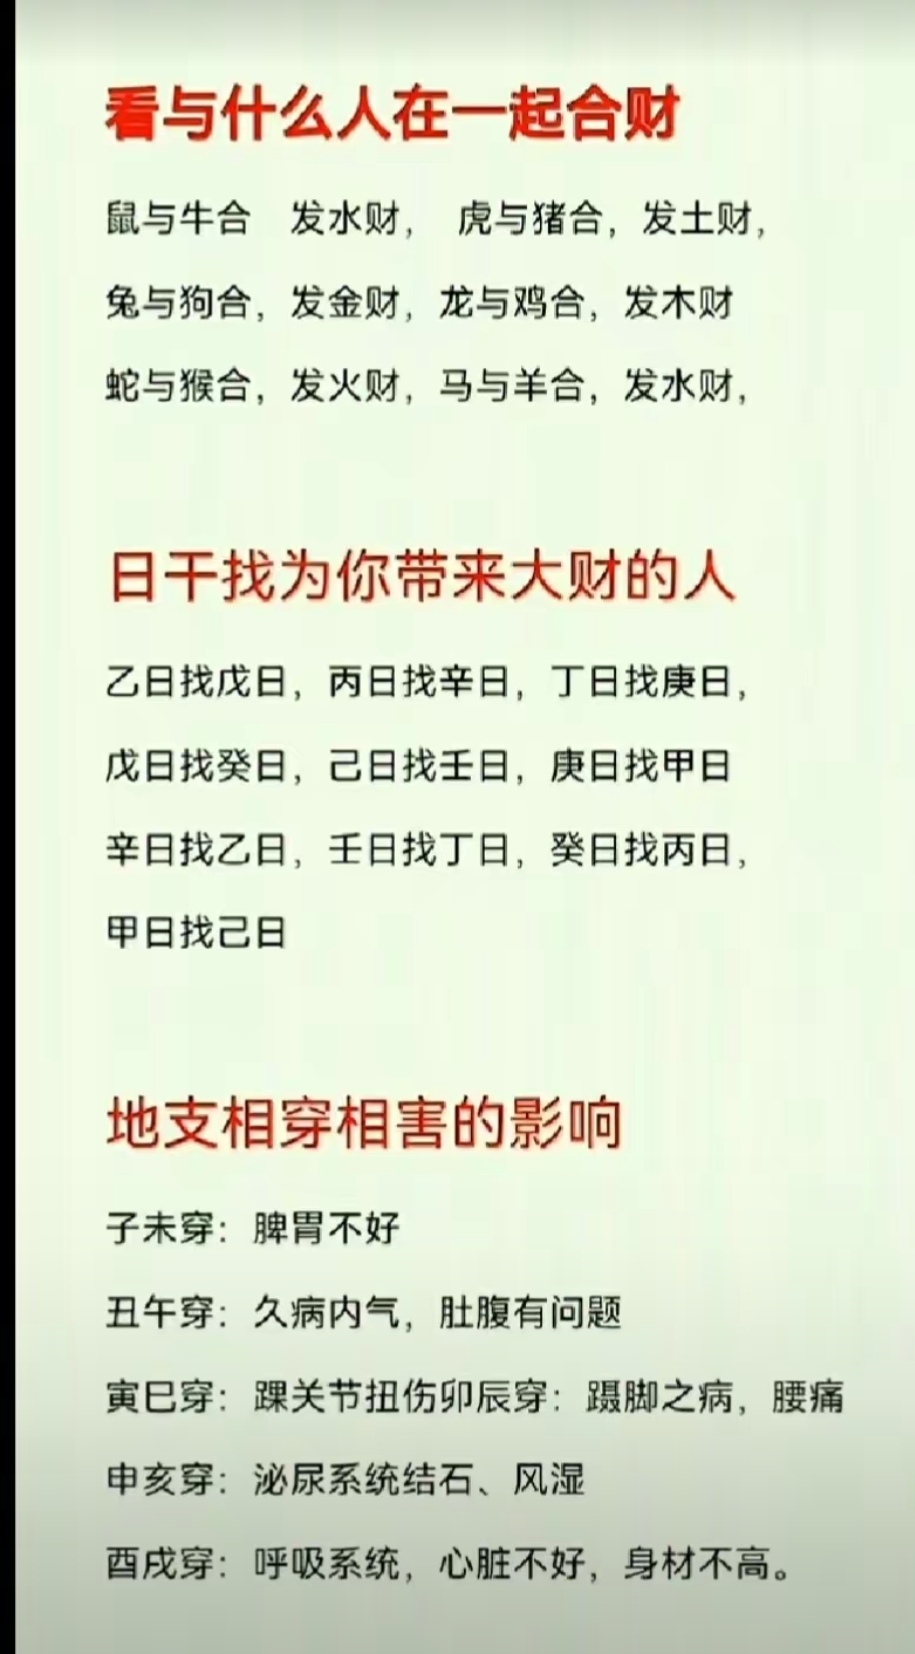 看与什么人在一起合财
鼠与牛合 发水财， 虎与猪合，发土财，
兔与狗合，发金财，龙与鸡合，发木财
蛇与猴合，发火财，马与羊合，发水财，
日干找为你带来大财的人
乙日找戊日，丙日找辛日，丁日找庚日，
戊日找癸日，己日找壬日，庚日找甲日
辛日找乙日，壬日找丁日，癸日找丙日，
甲日找己日
地支相穿相害的影响
子未穿：脾胃不好
丑午穿：久病内气，肚腹有问题
寅巳穿：踝关节扭伤卯辰穿：蹑脚之病，腰痛
申亥穿：泌尿系统结石、风湿
酉戌穿：呼吸系统，心脏不好，身材不高。